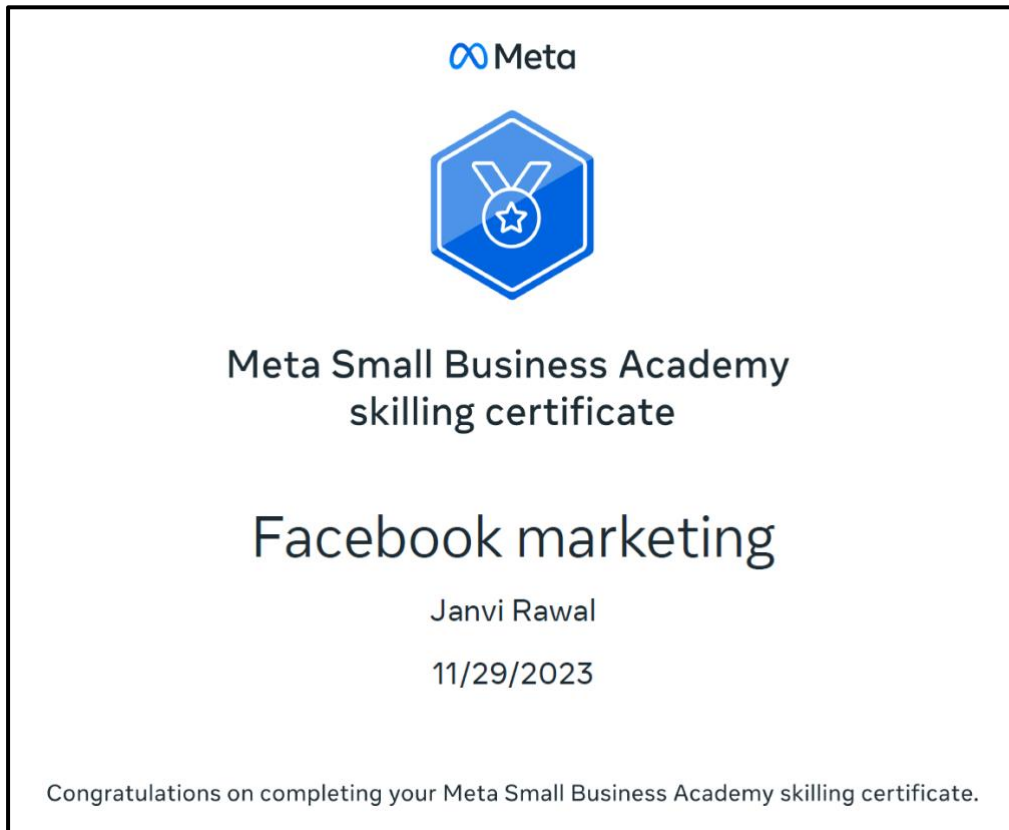 Meta
Meta Small Business Academy
skilling certificate
Facebook marketing
Janvi Rawal
11/29/2023
Congratulations on completing your Meta Small Business Academy skilling certificate.